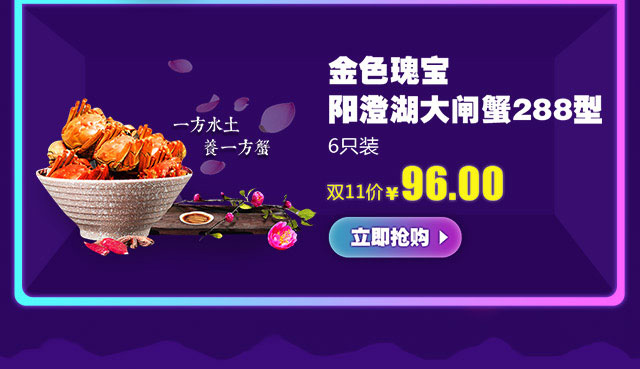 金色瑰宝
阳澄湖大闸蟹288型
一方水土
養一方蟹
6只装
双11价¥96.00
立即抢购